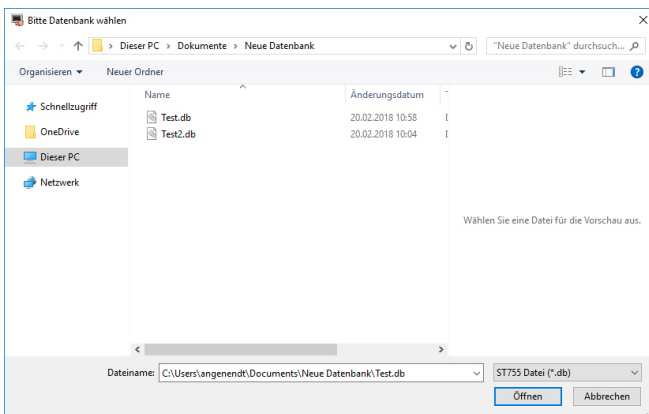 Bitte Datenbank wählen
Dieser PC > Dokumente > Neue Datenbank
"Neue Datenbank" durchsuch...
Organisieren Neuer Ordner
Name Änderungsdatum
Schnellzugriff
OneDrive
Dieser PC
Netzwerk
Test.db 20.02.2018 10:58
Test2.db 20.02.2018 10:04
Wählen Sie eine Datei für die Vorschau aus.
Dateiname: C:\Users\angenendt\Documents\Neue Datenbank\Test.db ST755 Datei (*.db)
Öffnen Abbrechen